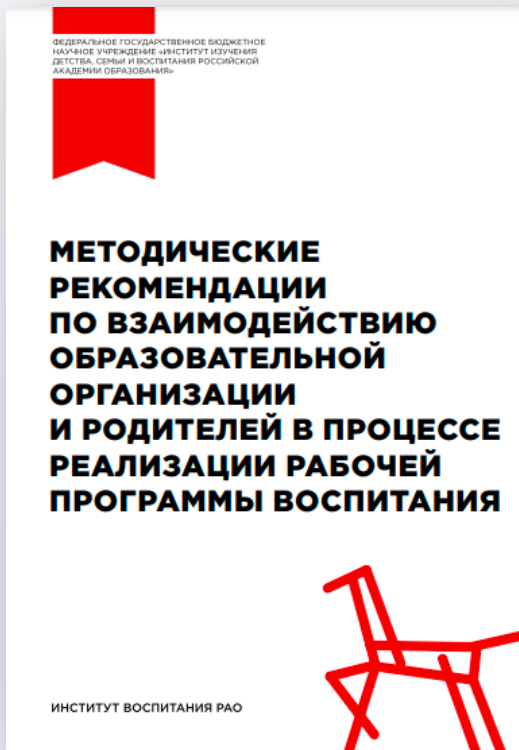 ФЕДЕРАЛЬНОЕ ГОСУДАРСТВЕННОЕ БЮДЖЕТНОЕ
НАУЧНОЕ УЧРЕЖДЕНИЕ «ИНСТИТУТ ИЗУЧЕНИЯ
ДЕТСТВА, СЕМЬИ И ВОСПИТАНИЯ РОССИЙСКОЙ
АКАДЕМИИ ОБРАЗОВАНИЯ»
МЕТОДИЧЕСКИЕ
РЕКОМЕНДАЦИИ
ПО ВЗАИМОДЕЙСТВИЮ
ОБРАЗОВАТЕЛЬНОЙ
ОРГАНИЗАЦИИ
И РОДИТЕЛЕЙ В ПРОЦЕССЕ
РЕАЛИЗАЦИИ РАБОЧЕЙ
ПРОГРАММЫ ВОСПИТАНИЯ
ИНСТИТУТ ВОСПИТАНИЯ РАО